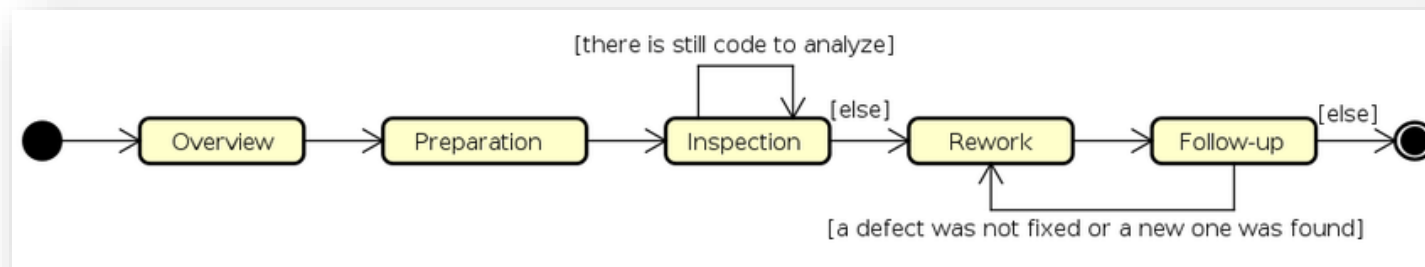 [there is still code to analyze]
[else]
[else]
Overview
Preparation
Inspection
Rework
Follow-up
[a defect was not fixed or a new one was found]